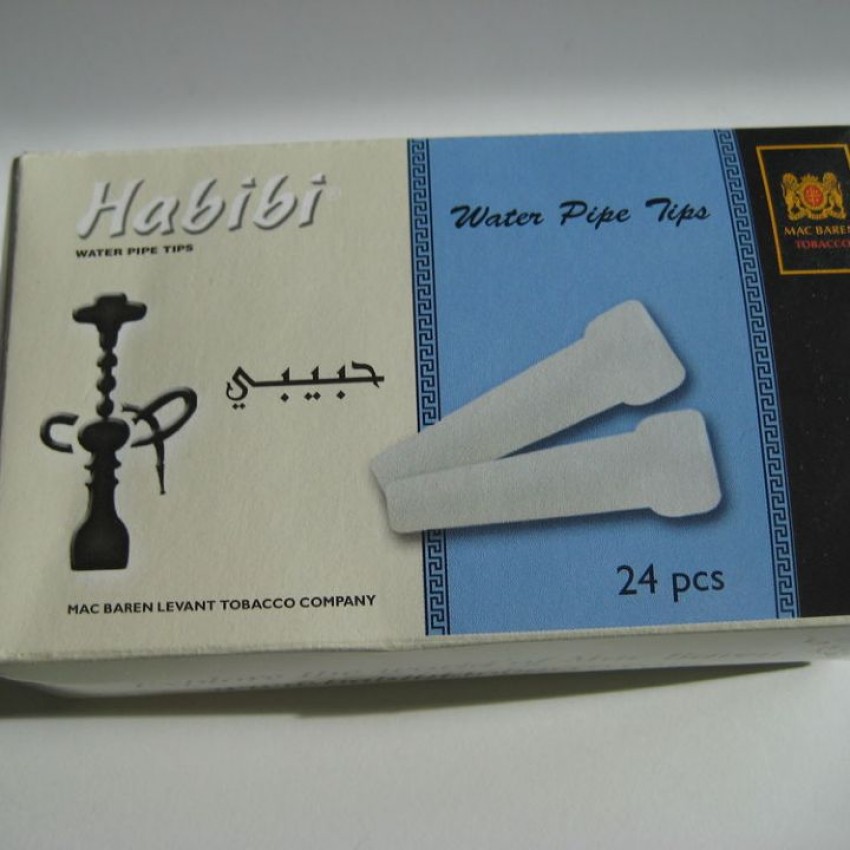 Habibi
WATER PIPE TIPS
حبيبي
MAC BAREN LEVANT TOBACCO COMPANY
Water Pipe Tips
24 pcs
MAC BAREN
TOBACCO